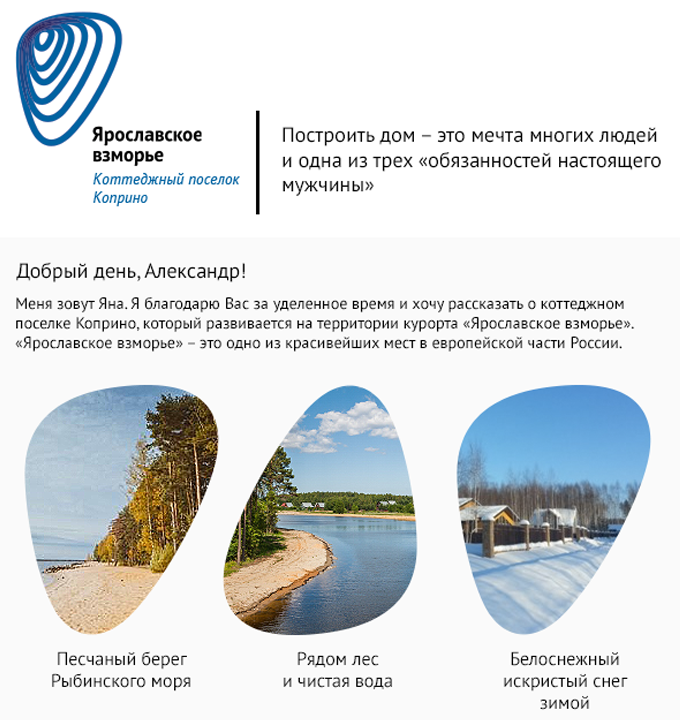 Ярославское
взморье
Коттеджный поселок
Коприно
Построить дом – это мечта многих людей
и одна из трех «обязанностей настоящего
мужчины»
Добрый день, Александр!
Меня зовут Яна. Я благодарю Вас за уделенное время и хочу рассказать о коттеджном
поселке Коприно, который развивается на территории курорта «Ярославское взморье».
«Ярославское взморье» – это одно из красивейших мест в европейской части России.
Песчаный берег
Рыбинского моря
Рядом лес
и чистая вода
Белоснежный
искристый снег
зимой